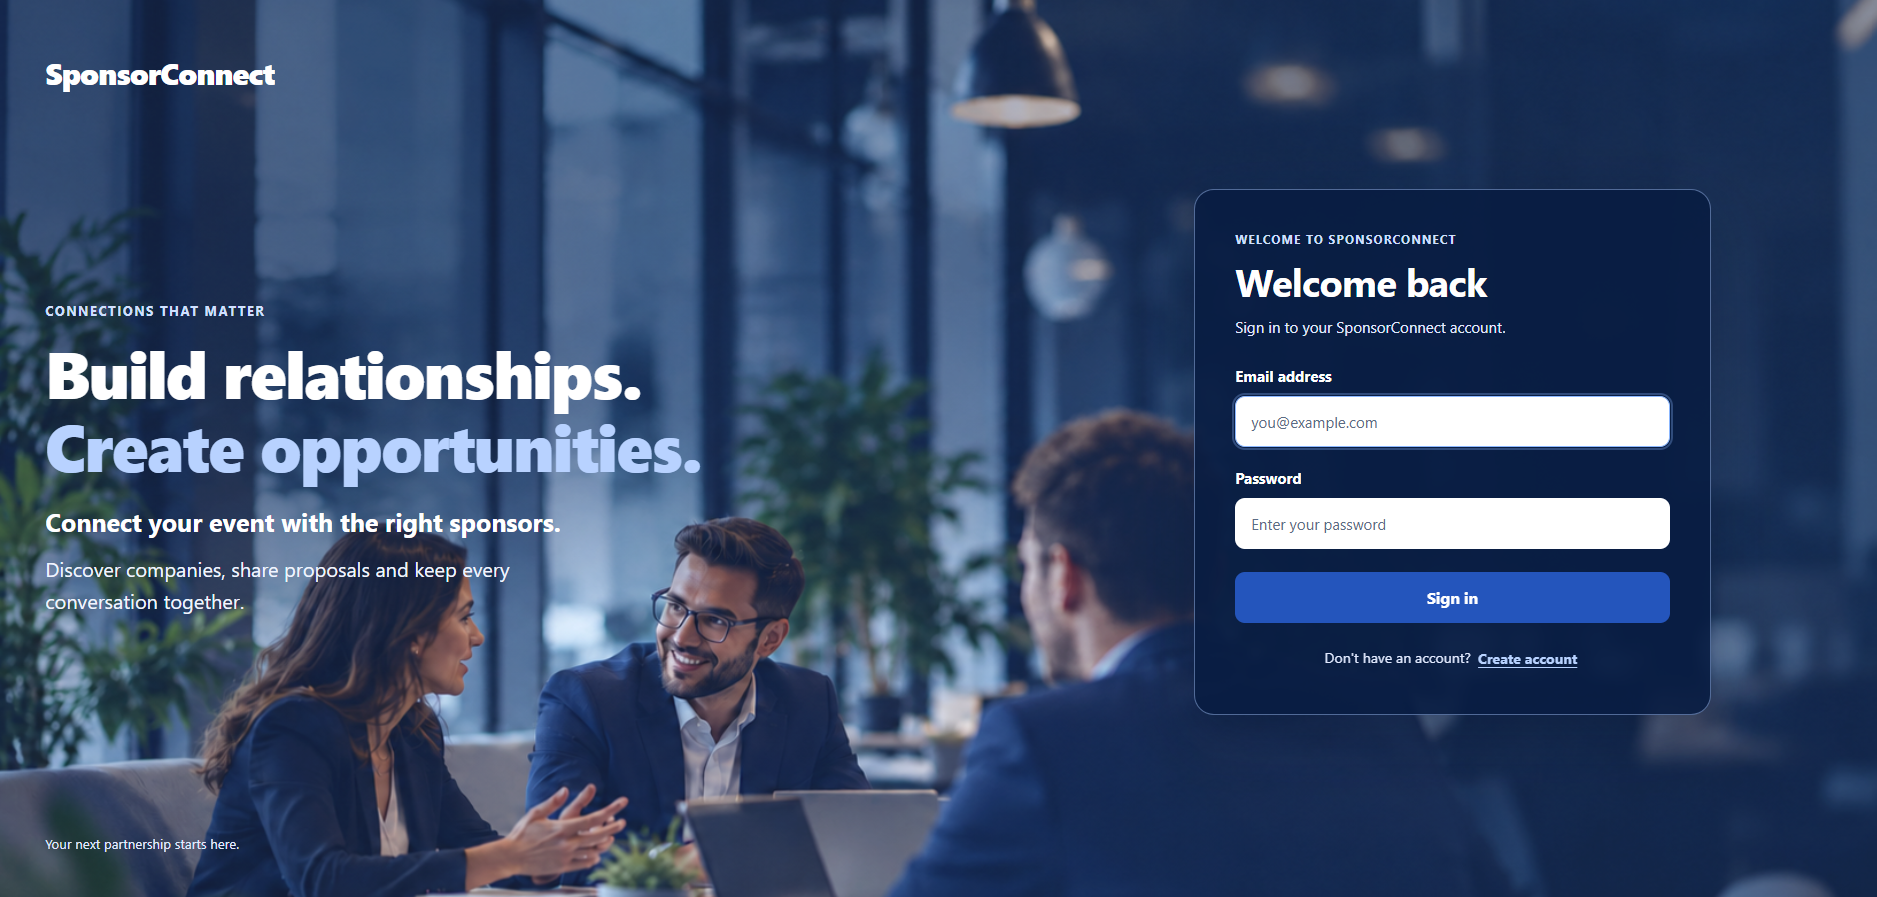 SponsorConnect
CONNECTIONS THAT MATTER
Build relationships.
Create opportunities.
Connect your event with the right sponsors.
Discover companies, share proposals and keep every
conversation together.
Your next partnership starts here.
WELCOME TO SPONSORCONNECT
Welcome back
Sign in to your SponsorConnect account.
Email address
you@example.com
Password
Enter your password
Sign in
Don't have an account? Create account